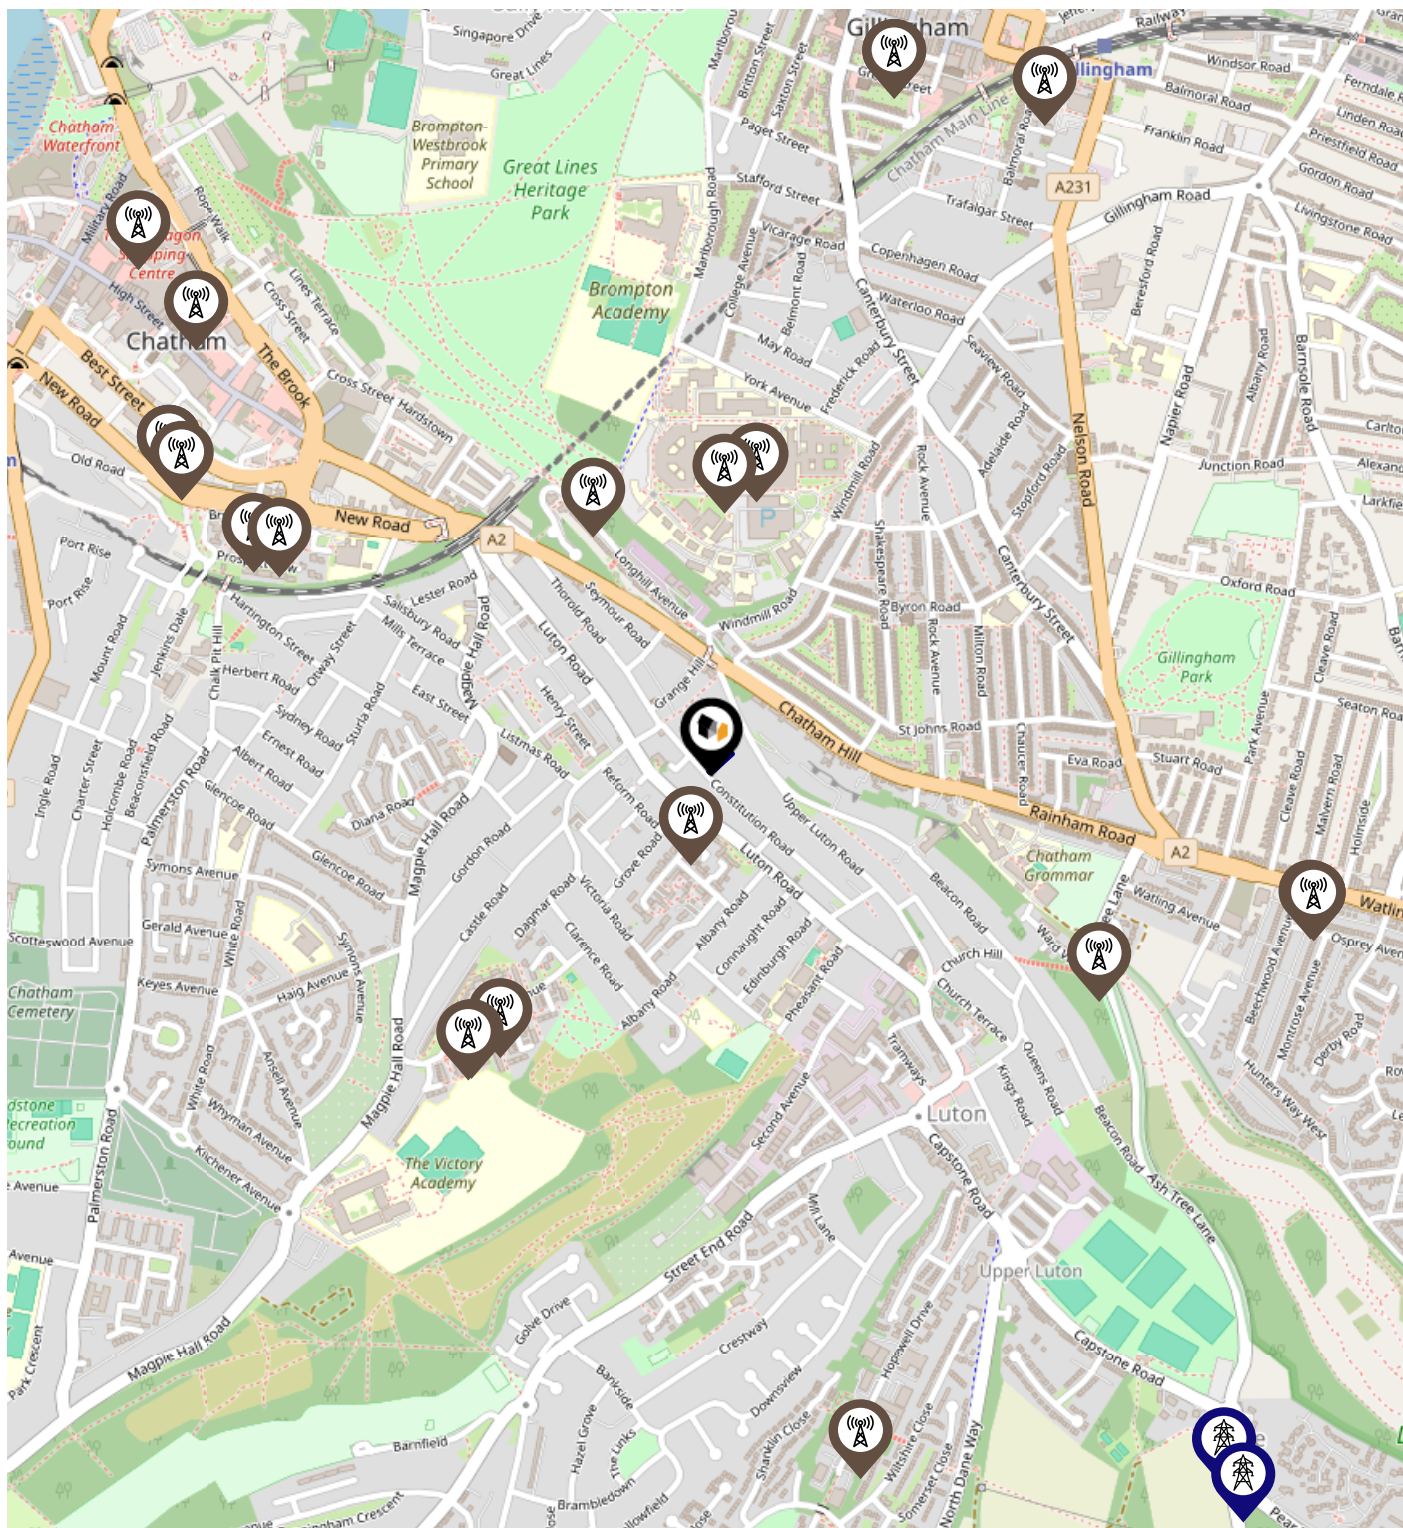 Singapore Drive
Great Lines
Gillingham
Railway
Windsor Road
Ferndale
Chatham
Waterfront
Military Road
Brompton-
Westbrook
Primary
School
Great Lines
Heritage
Park
Britton Street
Saxton Street
Paget Street
Stafford Street
Chatham Main Line
Balmoral Road
Balmoral Road
Franklin Road
Linden Road
Priestfield Road
Gordon Road
Livingstone Road
A231
Gillingham Road
Trafalgar Street
Rope Walk
Shopping
Centre
High Street
Chatham
Lines Terrace
Cross Street
Marlborough Road
Vicarage Road
College Avenue
Belmont Road
Copenhagen Road
Waterloo Road
Beresford Road
Brompton
Academy
May Road
Canterbury Street
Seaview Road
Albany Road
Barnsole Road
Best Street
The Brook
New Road
Cross Street
Hardstown
York Avenue
Frederick Road
Adelaide Road
Napier Road
Nelson Road
Old Road
New Road
A2
Windmill Road
Rock Avenue
Stopford Road
Junction Road
Port Rise
Port Rise
Longhill Avenue
Shakespeare Road
Canterbury Street
Oxford Road
Lester Road
Salisbury Road
Mills Terrace
Hartington Street
Mount Road
Jenkins Dale
Chalk Pit Hill
Otway Street
Magpie Hall Road
Luton Road
Thorold Road
Seymour Road
Windmill Road
Byron Road
Rock Avenue
Milton Road
Cleave Road
Gillingham
Park
Herbert Road
East Street
Grange Hill
Henry Street
Sydney Road
Sturla Road
Ernest Road
Albert Road
Listmas Road
Chatham Hill
St Johns Road
Chaucer Road
Eva Road
Stuart Road
Park Avenue
Seaton Road
Ingle Road
Charter Street
Holcombe Road
Beaconsfield Road
Palmerston Road
Glencoe Road
Diana Road
Magpie Hall Road
Reform Road
Constitution Road
Upper Luton Road
Rainham Road
Cleave Road
Malvern Road
Holmside
A2
Symons Avenue
Glencoe Road
Gordon Road
Grove Road
Luton Road
Chatham
Grammar
Watling Avenue
Gerald Avenue
White Road
Symons Avenue
Castle Road
Dagmar Road
Victoria Road
Albany Road
Beacon Road
Scotteswood Avenue
Keyes Avenue
Haig Avenue
Clarence Road
Connaught Road
Edinburgh Road
Pheasant Road
Church Hill
Beechwood Avenue
Montrose Avenue
Chatham
Cemetery
Albany Road
Church Terrace
Derby Road
White Road
Ansell Avenue
Magpie Hall Road
Tramways
Kings Road
Queens Road
Hunters Way West
Whyman Avenue
Second Avenue
Luton
Beacon Road
Palmerston Road
Kitchener Avenue
The Victory
Academy
Capstone Road
Ash Tree Lane
Mill Lane
Street End Road
Upper Luton
Golve Drive
Crestway
Hopewell Drive
Capstone Road
Park Crescent
Magpie Hall Road
Bankside
Downsview
Barnfield
Hazel Grove
The Links
Shanklin Close
Wiltshire Close
Somerset Close
North Dane Way
Brambledown